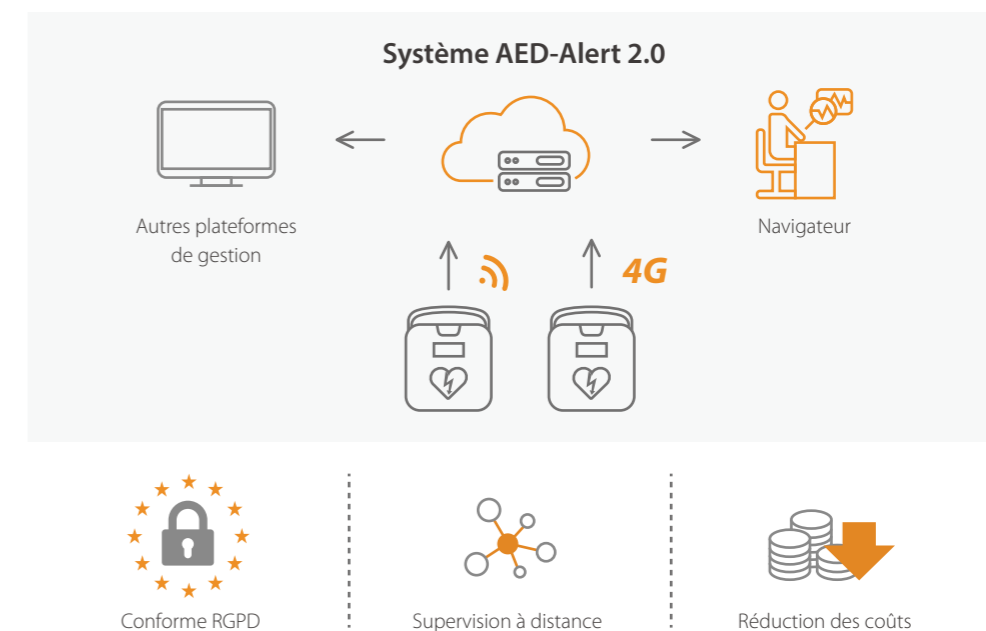 Système AED-Alert 2.0
Autres plateformes
de gestion
Navigateur
4G
Conforme RGPD
Supervision à distance
Réduction des coûts